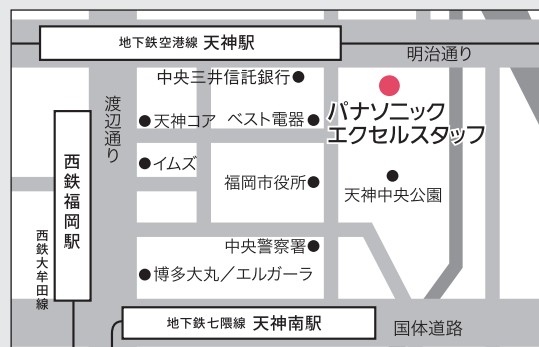 地下鉄空港線 天神駅
明治通り
中央三井信託銀行
パナソニック
エクセルスタッフ
渡辺通り
天神コア
ベスト電器
イムズ
西鉄福岡駅
福岡市役所
天神中央公園
西鉄大牟田線
中央警察署
博多大丸／エルガーラ
地下鉄七隈線 天神南駅
国体道路